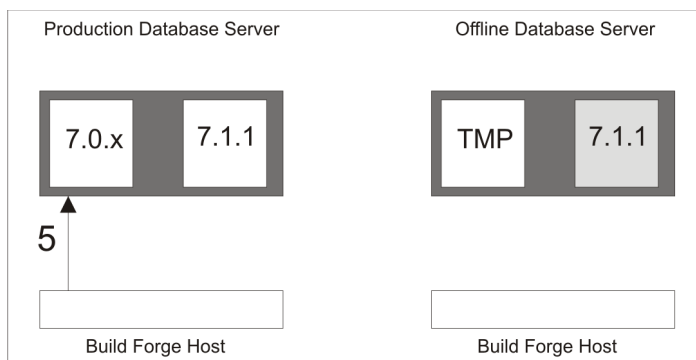 Production Database Server
Offline Database Server
7.0.x
7.1.1
TMP
7.1.1
5
Build Forge Host
Build Forge Host